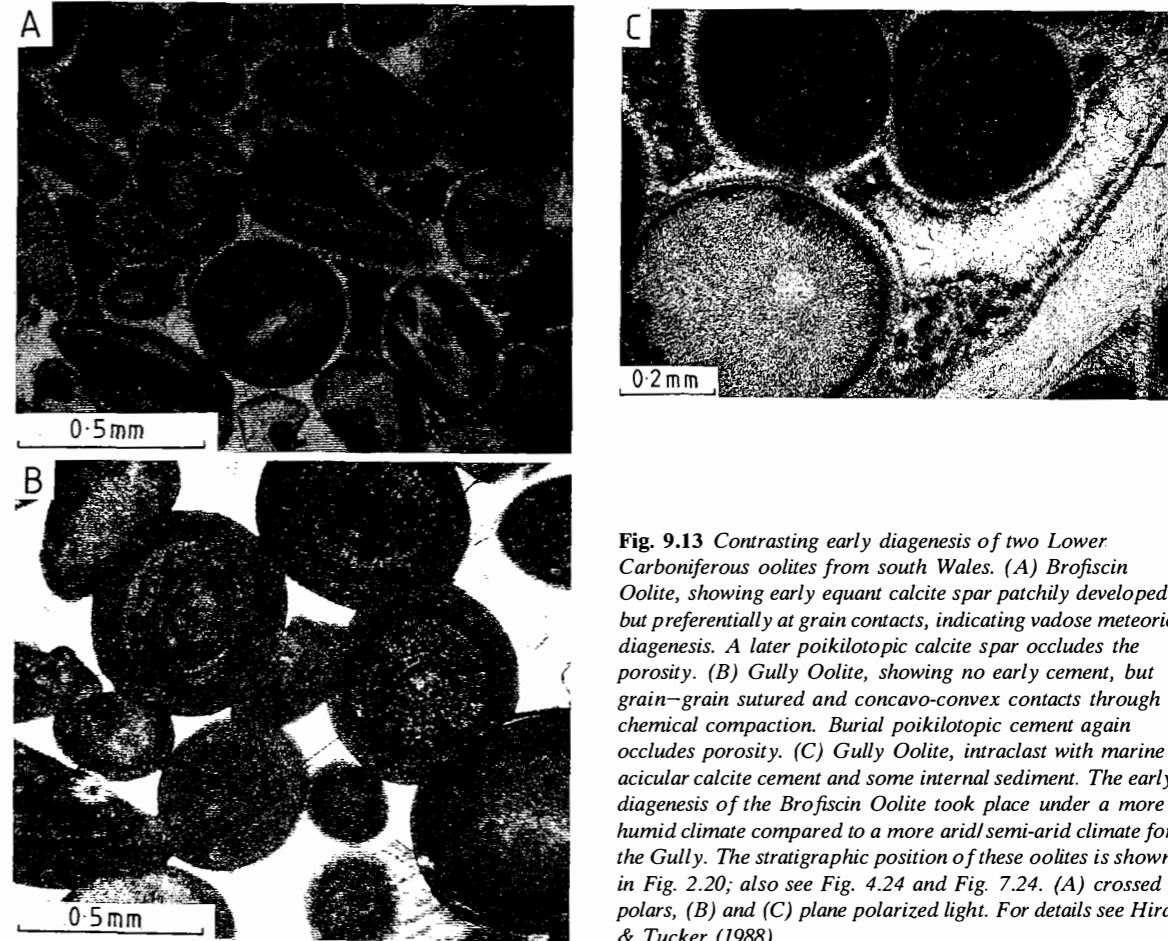 A
0·5mm
B
0·5mm
C
0·2mm
Fig. 9.13 Contrasting early diagenesis of two Lower
Carboniferous oolites from south Wales. (A) Brofiscin
Oolite, showing early equant calcite spar patchily developed
but preferentially at grain contacts, indicating vadose meteoric
diagenesis. A later poikilotopic calcite spar occludes the
porosity. (B) Gully Oolite, showing no early cement, but
grain–grain sutured and concavo-convex contacts through
chemical compaction. Burial poikilotopic cement again
occludes porosity. (C) Gully Oolite, intraclast with marine
acicular calcite cement and some internal sediment. The early
diagenesis of the Brofiscin Oolite took place under a more
humid climate compared to a more arid/semi-arid climate fo
the Gully. The stratigraphic position of these oolites is shown
in Fig. 2.20; also see Fig. 4.24 and Fig. 7.24. (A) crossed
polars, (B) and (C) plane polarized light. For details see Hir
& Tucker (1988)